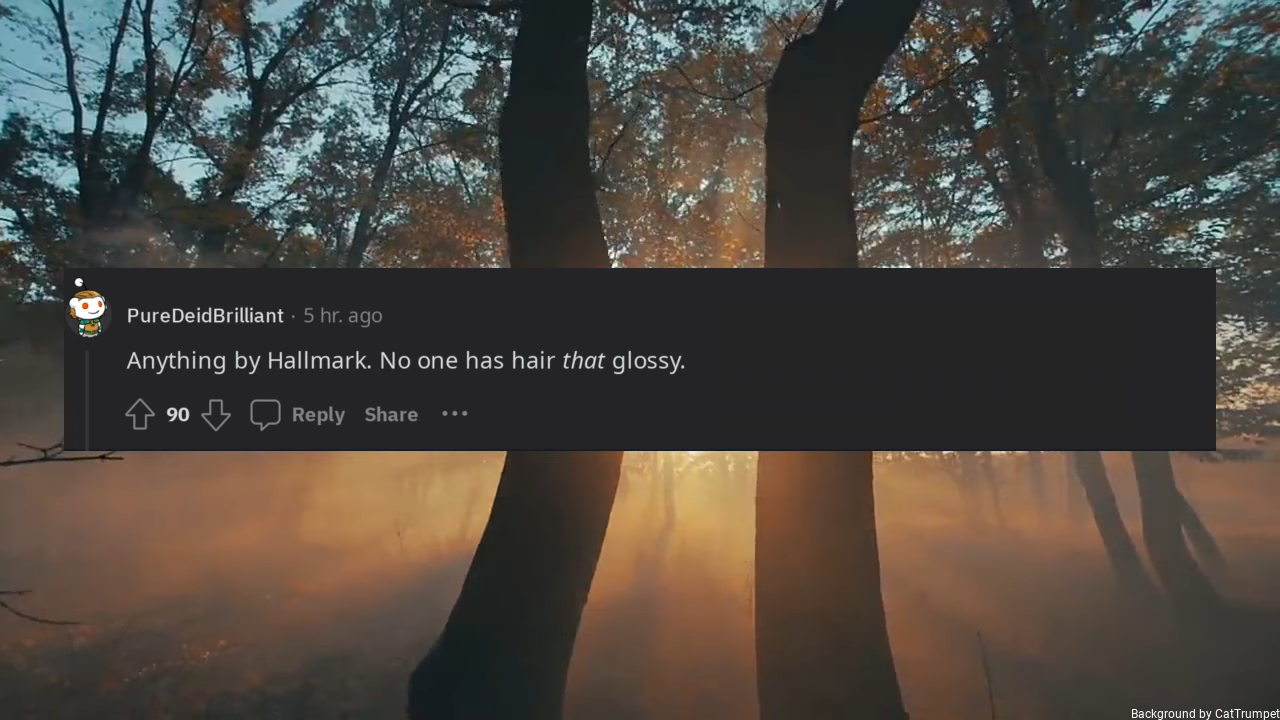 PureDeidBrilliant · 5 hr. ago
Anything by Hallmark. No one has hair that glossy.
90 Reply Share ···
Background by CatTrumpet